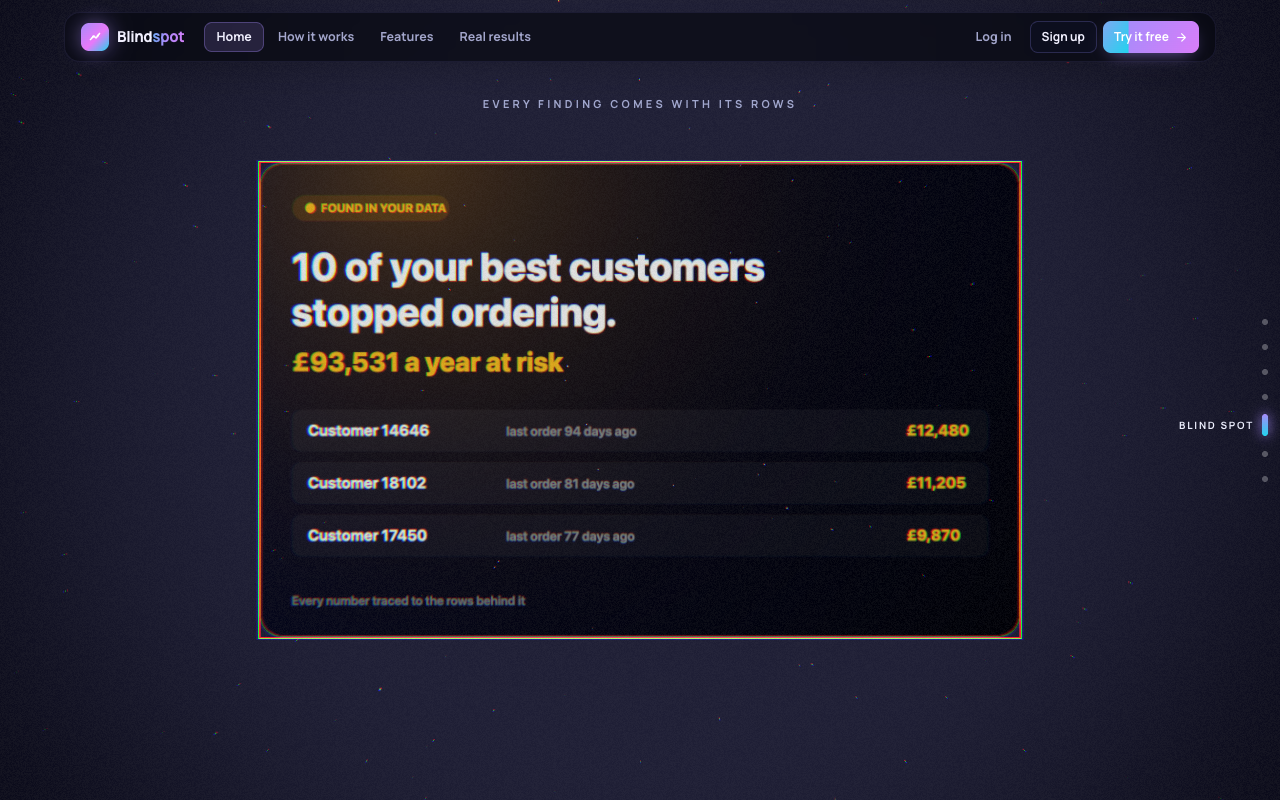 Blindspot
Home
How it works
Features
Real results
Log in
Sign up
Try it free →
EVERY FINDING COMES WITH ITS ROWS
FOUND IN YOUR DATA
10 of your best customers
stopped ordering.
£93,531 a year at risk
Customer 14646 last order 94 days ago £12,480
Customer 18102 last order 81 days ago £11,205
Customer 17450 last order 77 days ago £9,870
Every number traced to the rows behind it
BLIND SPOT